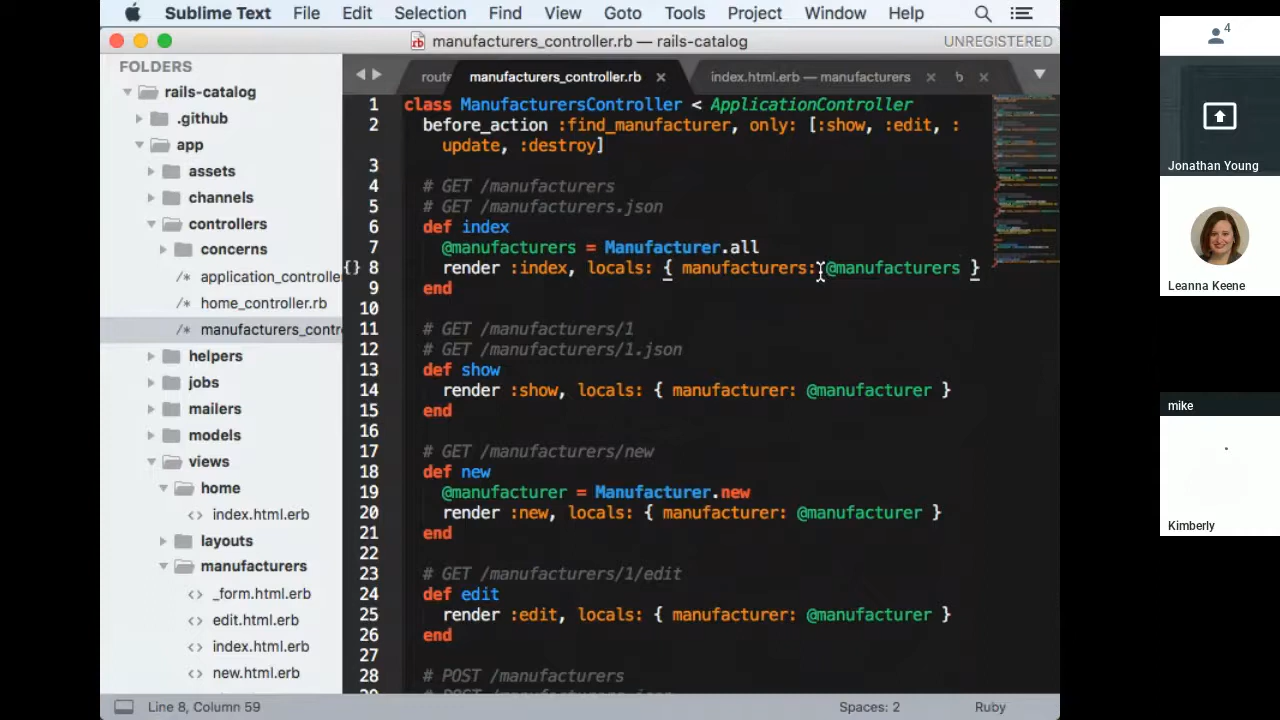 Sublime Text File Edit Selection Find View Goto Tools Project Window Help
manufacturers_controller.rb — rails-catalog UNREGISTERED
FOLDERS
rails-catalog
.github
app
assets
channels
controllers
concerns
application_controlle
home_controller.rb
manufacturers_contr
helpers
jobs
mailers
models
views
home
index.html.erb
layouts
manufacturers
_form.html.erb
edit.html.erb
index.html.erb
new.html.erb
route manufacturers_controller.rb × index.html.erb — manufacturers × b ×
1 class ManufacturersController < ApplicationController
2 before_action :find_manufacturer, only: [:show, :edit, :
update, :destroy]
3
4 # GET /manufacturers
5 # GET /manufacturers.json
6 def index
7 @manufacturers = Manufacturer.all
{} 8 render :index, locals: { manufacturers: @manufacturers }
9 end
10
11 # GET /manufacturers/1
12 # GET /manufacturers/1.json
13 def show
14 render :show, locals: { manufacturer: @manufacturer }
15 end
16
17 # GET /manufacturers/new
18 def new
19 @manufacturer = Manufacturer.new
20 render :new, locals: { manufacturer: @manufacturer }
21 end
22
23 # GET /manufacturers/1/edit
24 def edit
25 render :edit, locals: { manufacturer: @manufacturer }
26 end
27
28 # POST /manufacturers
Line 8, Column 59 Spaces: 2 Ruby
4
Jonathan Young
Leanna Keene
mike
Kimberly